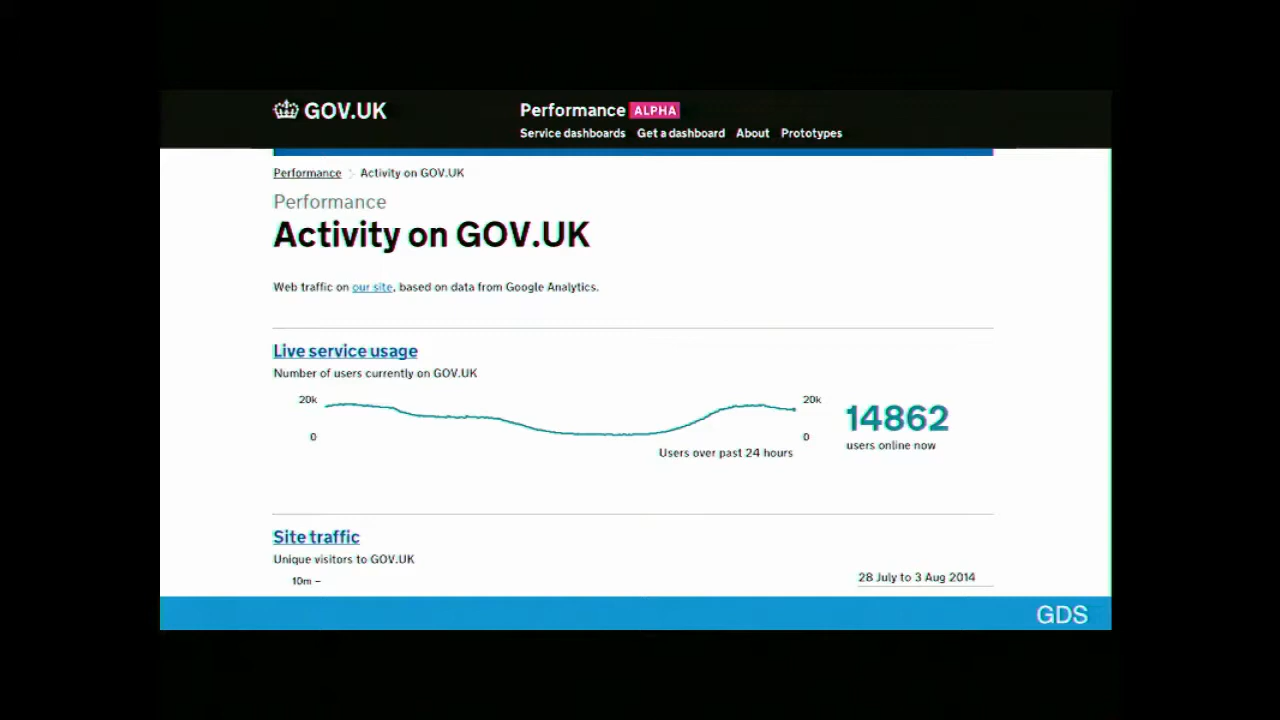 GOV.UK
Performance ALPHA
Service dashboards Get a dashboard About Prototypes
Performance Activity on GOV.UK
Performance
Activity on GOV.UK
Web traffic on our site, based on data from Google Analytics.
Live service usage
Number of users currently on GOV.UK
20k
0
20k
0
Users over past 24 hours
14862
users online now
Site traffic
Unique visitors to GOV.UK
10m –
28 July to 3 Aug 2014
GDS